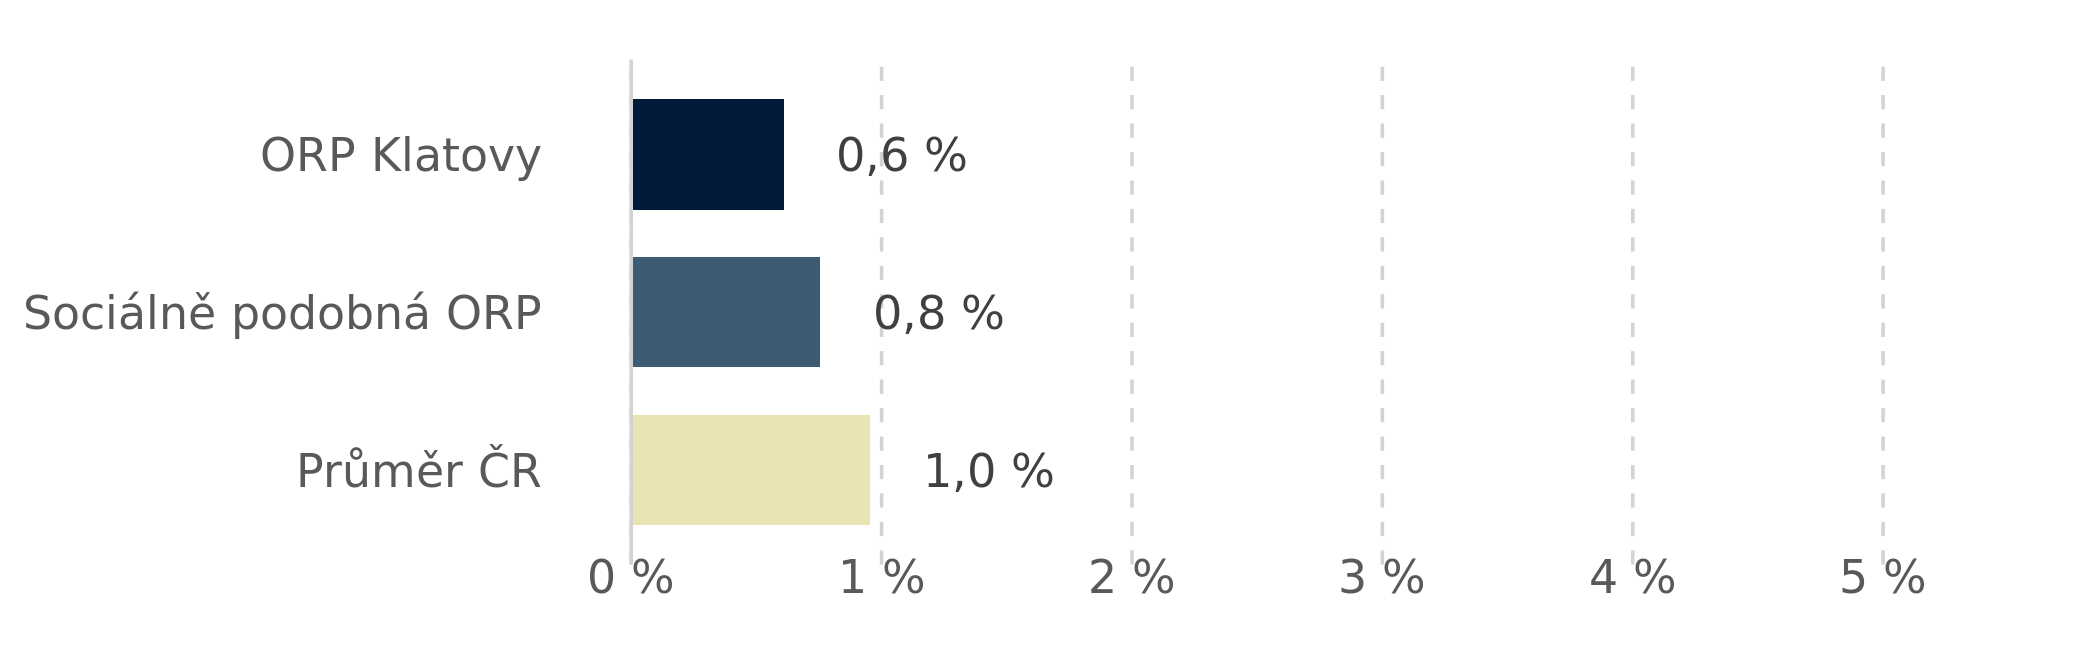 ORP Klatovy 0,6 %
Sociálně podobná ORP 0,8 %
Průměr ČR 1,0 %
0 % 1 % 2 % 3 % 4 % 5 %